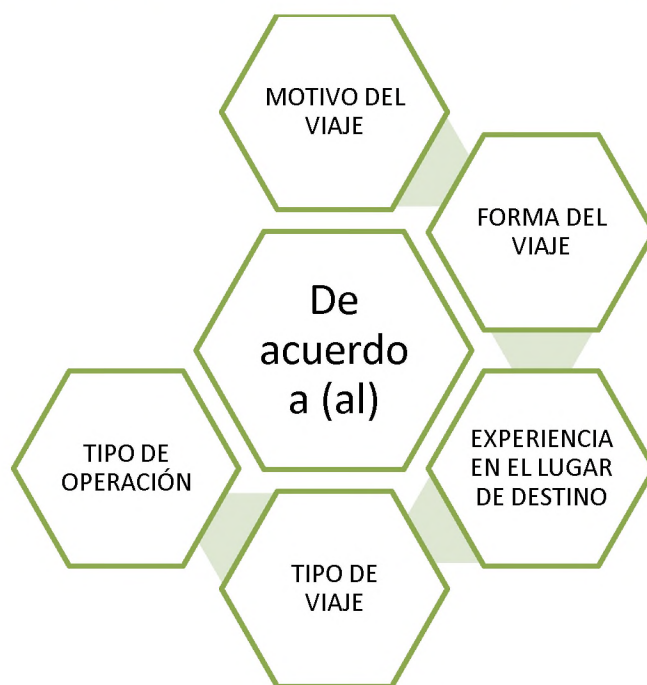 MOTIVO DEL
VIAJE
FORMA DEL
VIAJE
De
acuerdo
a (al)
EXPERIENCIA
EN EL LUGAR
DE DESTINO
TIPO DE
OPERACIÓN
TIPO DE
VIAJE